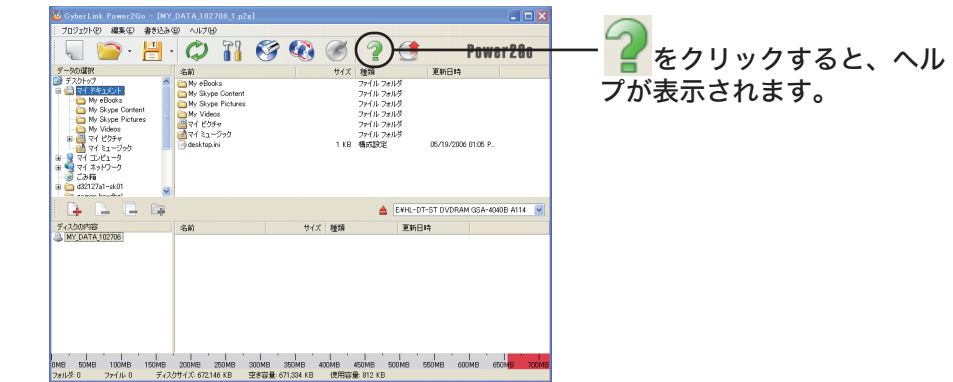 CyberLink Power2Go - [MY_DATA_102706_1.p2g]
プロジェクト(P) 編集(E) 書き込み(B) ヘルプ(H)
Power2Go
データの選択
デスクトップ
マイ ドキュメント
My eBooks
My Skype Content
My Skype Pictures
My Videos
マイ ピクチャ
マイ ミュージック
マイ コンピュータ
マイ ネットワーク
ごみ箱
d32127a1-sk01
名前 サイズ 種類 更新日時
My eBooks ファイル フォルダ
My Skype Content ファイル フォルダ
My Skype Pictures ファイル フォルダ
My Videos ファイル フォルダ
マイ ピクチャ ファイル フォルダ
マイ ミュージック ファイル フォルダ
desktop.ini 1 KB 構成設定 05/19/2006 01:05 P...
E¥HL-DT-ST DVDRAM GSA-4040B A114
ディスクの内容
MY_DATA_102706
名前 サイズ 種類 更新日時
0MB 50MB 100MB 150MB 200MB 250MB 300MB 350MB 400MB 450MB 500MB 550MB 600MB 650MB 700MB
フォルダ: 0 ファイル: 0 ディスクサイズ: 672,146 KB 空き容量: 671,334 KB 使用容量: 812 KB
をクリックすると、ヘル
プが表示されます。